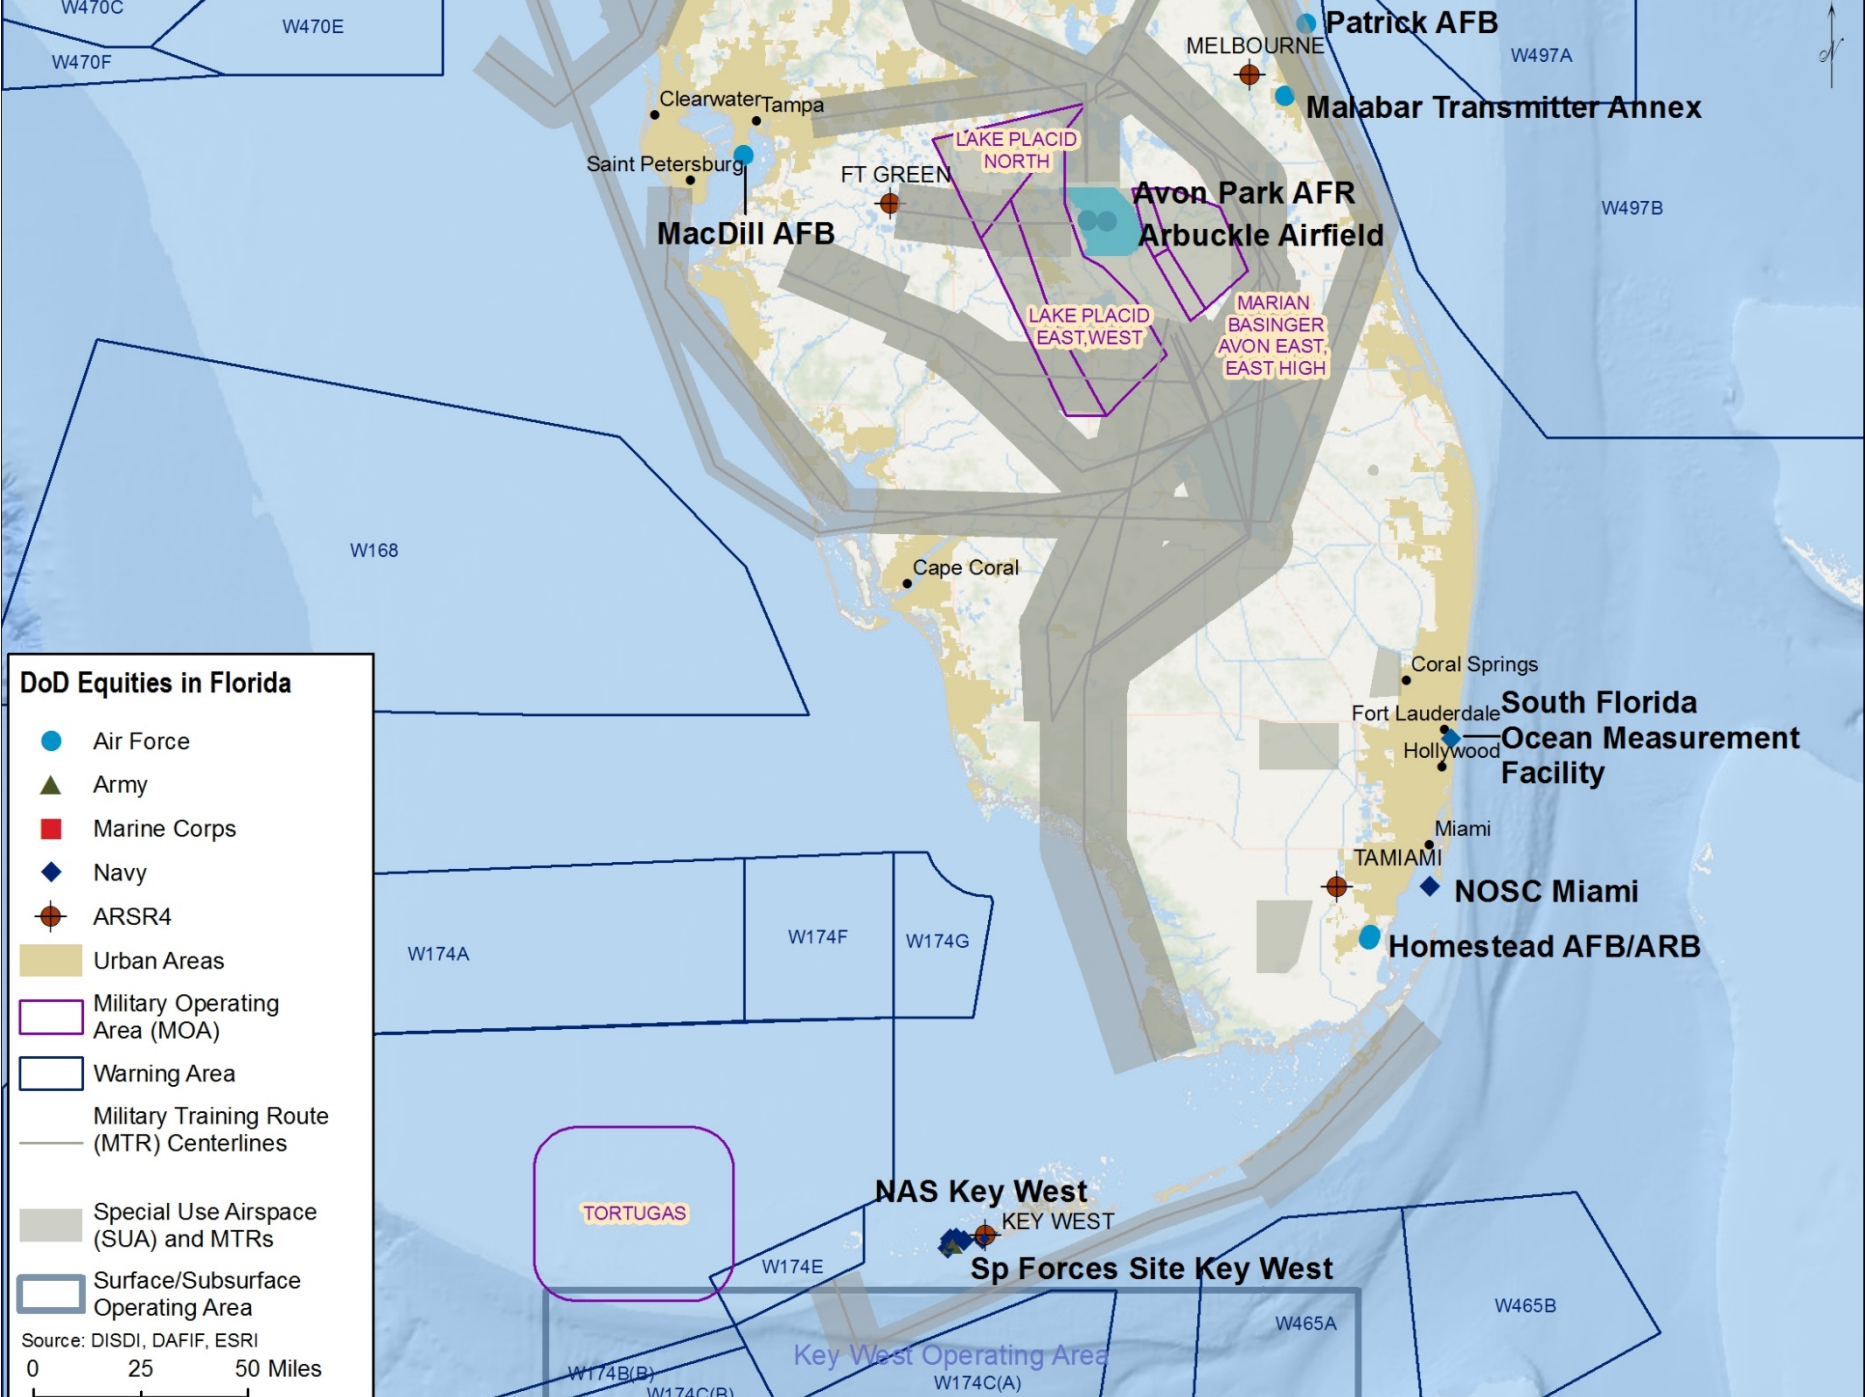 W470C
W470E
W470F
Patrick AFB
MELBOURNE
W497A
Malabar Transmitter Annex
Clearwater
Tampa
Saint Petersburg
MacDill AFB
FT GREEN
LAKE PLACID
NORTH
Avon Park AFR
Arbuckle Airfield
W497B
LAKE PLACID
EAST,WEST
MARIAN
BASINGER
AVON EAST,
EAST HIGH
W168
Cape Coral
Coral Springs
Fort Lauderdale
Hollywood
South Florida
Ocean Measurement
Facility
Miami
TAMIAMI
NOSC Miami
Homestead AFB/ARB
W174A
W174F
W174G
TORTUGAS
NAS Key West
KEY WEST
Sp Forces Site Key West
W174E
W465A
W465B
Key West Operating Area
W174B(B)
W174C(B)
W174C(A)
DoD Equities in Florida
Air Force
Army
Marine Corps
Navy
ARSR4
Urban Areas
Military Operating
Area (MOA)
Warning Area
Military Training Route
(MTR) Centerlines
Special Use Airspace
(SUA) and MTRs
Surface/Subsurface
Operating Area
Source: DISDI, DAFIF, ESRI
0 25 50 Miles
N